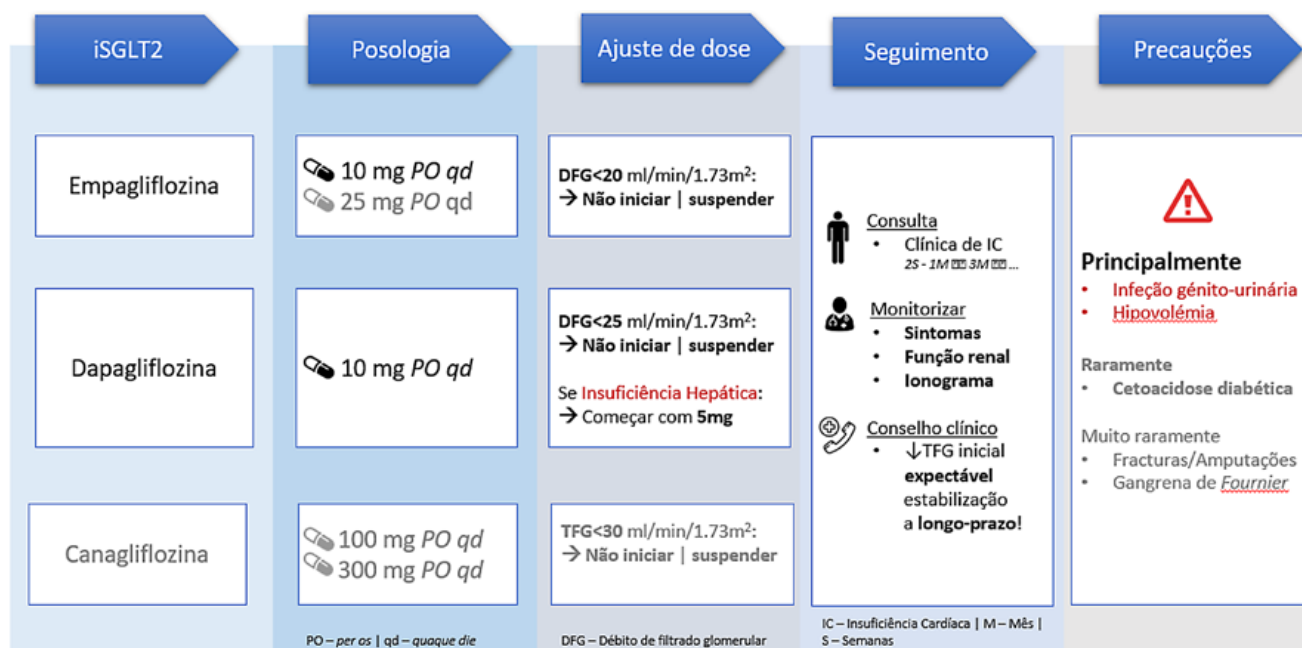 iSGLT2
Posologia
Ajuste de dose
Seguimento
Precauções
Empagliflozina
10 mg PO qd
25 mg PO qd
DFG<20 ml/min/1.73m²:
→ Não iniciar | suspender
Dapagliflozina
10 mg PO qd
DFG<25 ml/min/1.73m²:
→ Não iniciar | suspender
Se Insuficiência Hepática:
→ Começar com 5mg
Canagliflozina
100 mg PO qd
300 mg PO qd
TFG<30 ml/min/1.73m²:
→ Não iniciar | suspender
Consulta
• Clínica de IC
2S - 1M 3M ...
Monitorizar
• Sintomas
• Função renal
• Ionograma
Conselho clínico
• ↓TFG inicial
expectável
estabilização
a longo-prazo!
Principalmente
• Infeção génito-urinária
• Hipovolémia
Raramente
• Cetoacidose diabética
Muito raramente
• Fracturas/Amputações
• Gangrena de Fournier
PO – per os | qd – quaque die
DFG – Débito de filtrado glomerular
IC – Insuficiência Cardíaca | M – Mês |
S – Semanas